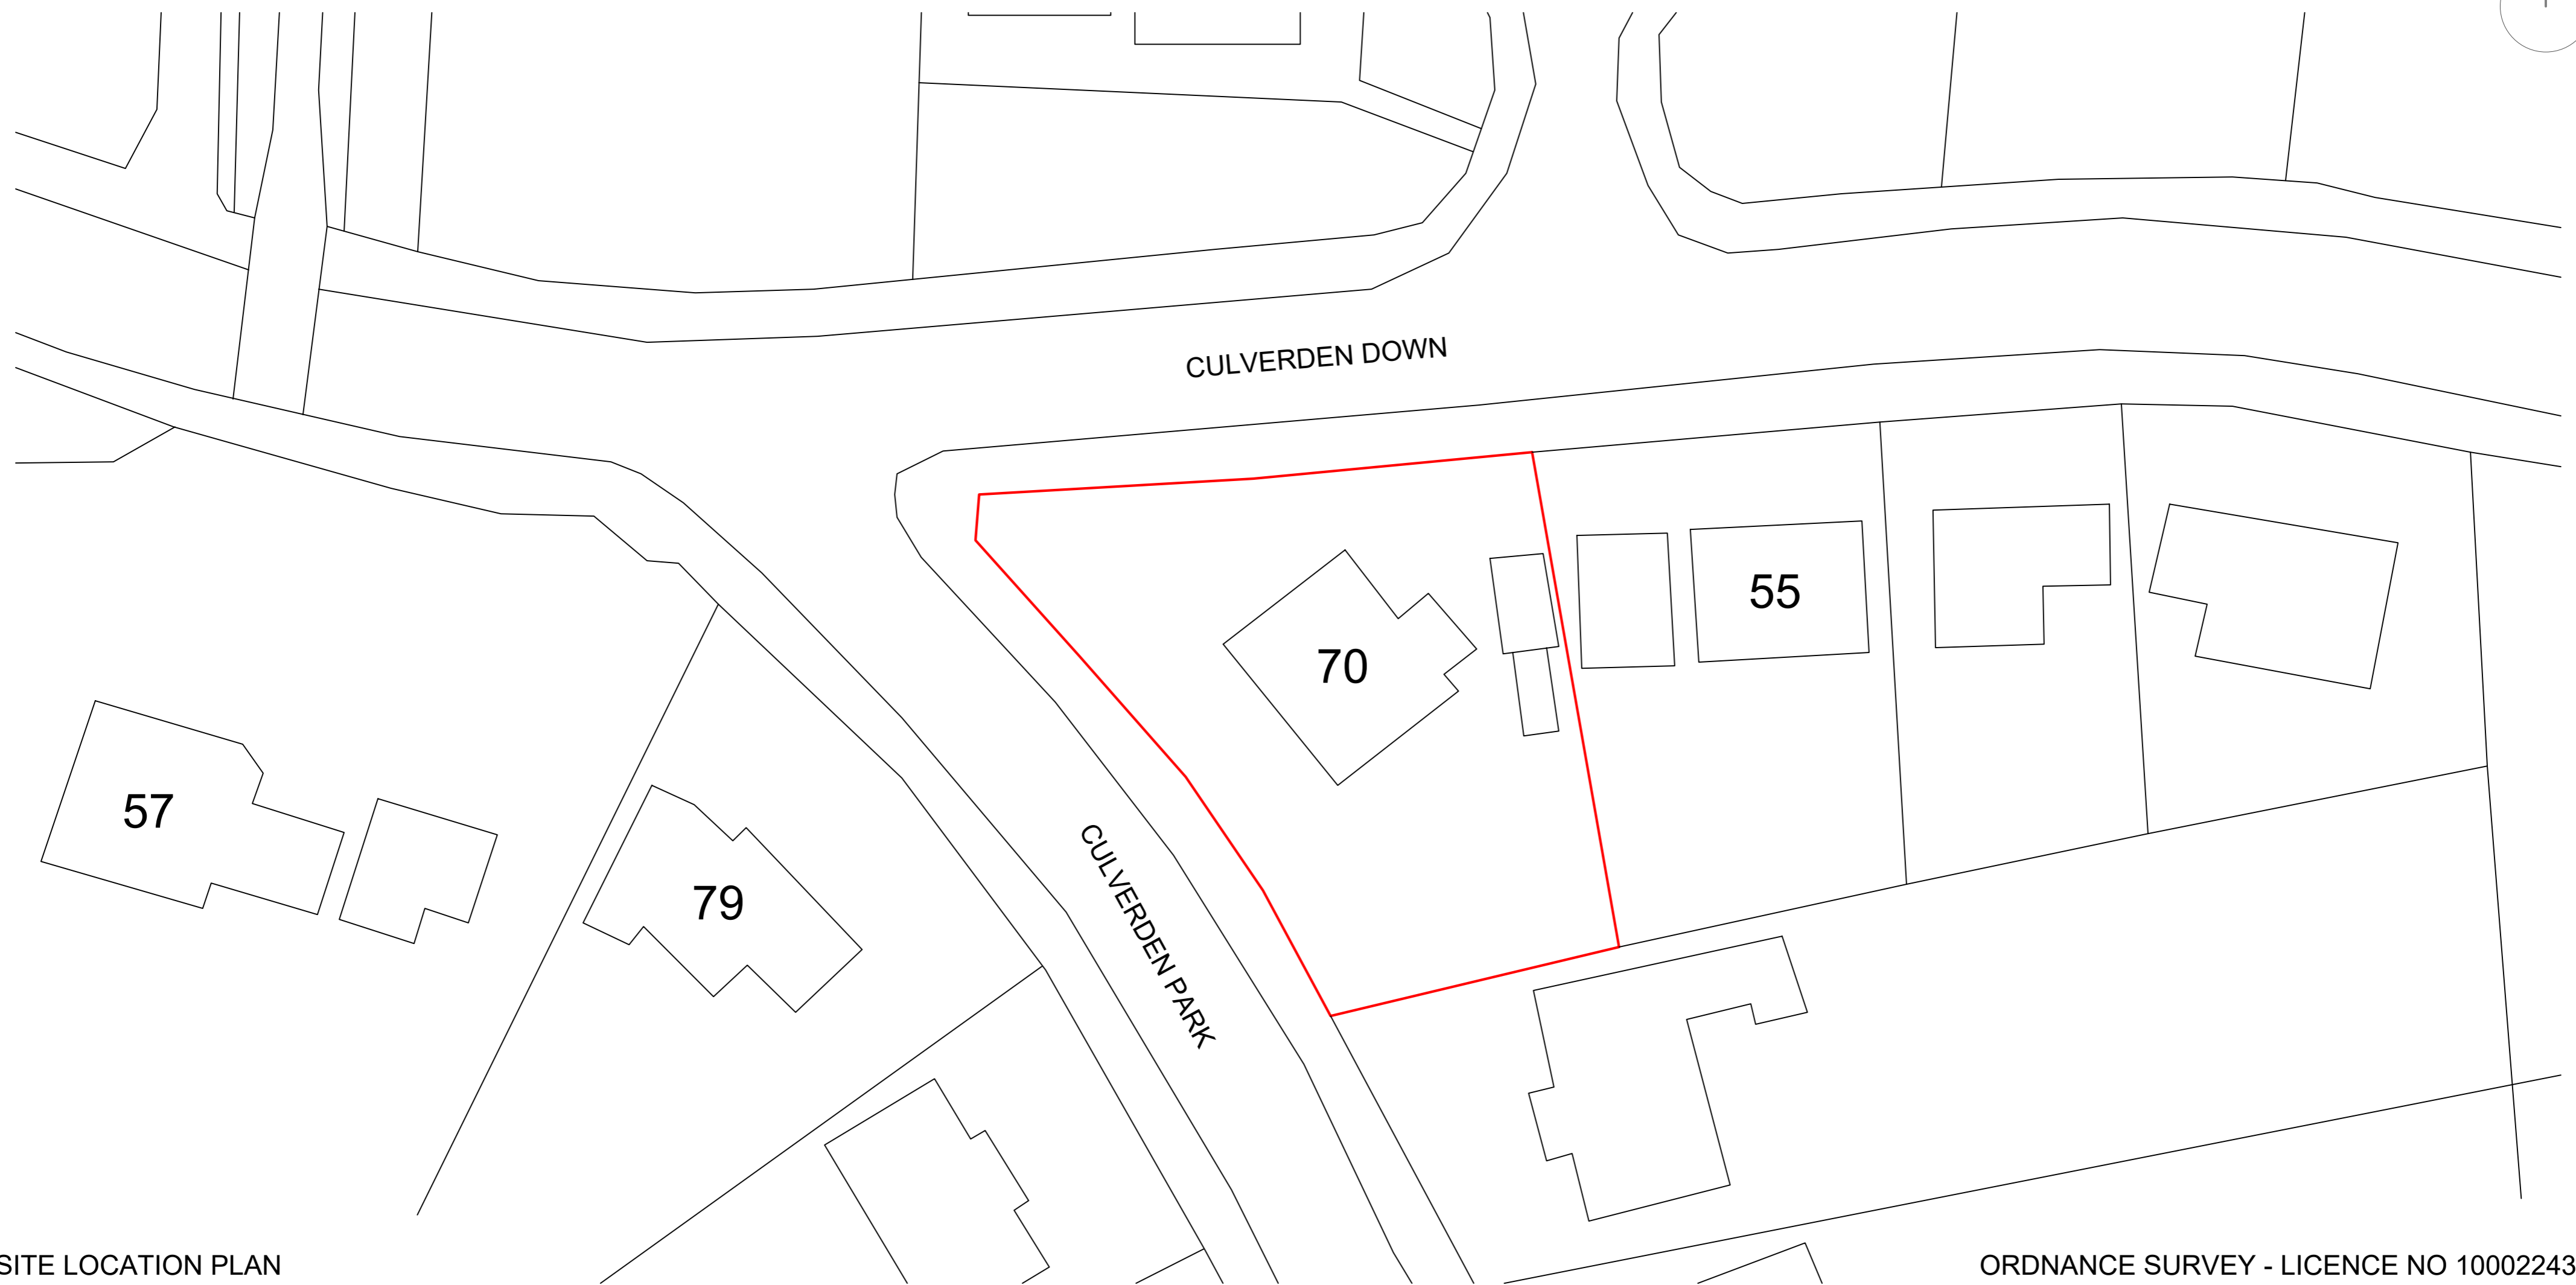 CULVERDEN DOWN
55
70
57
79
CULVERDEN PARK
SITE LOCATION PLAN
ORDNANCE SURVEY - LICENCE NO 10002243